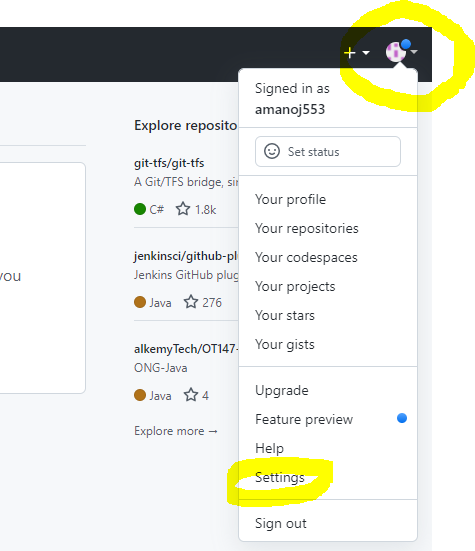 Signed in as
amanoj553
Set status
Your profile
Your repositories
Your codespaces
Your projects
Your stars
Your gists
Upgrade
Feature preview
Help
Settings
Sign out
Explore reposito
git-tfs/git-tfs
A Git/TFS bridge, sin
C# 1.8k
jenkinsci/github-pl
Jenkins GitHub plug
Java 276
alkemyTech/OT147-
ONG-Java
Java 4
Explore more →
you